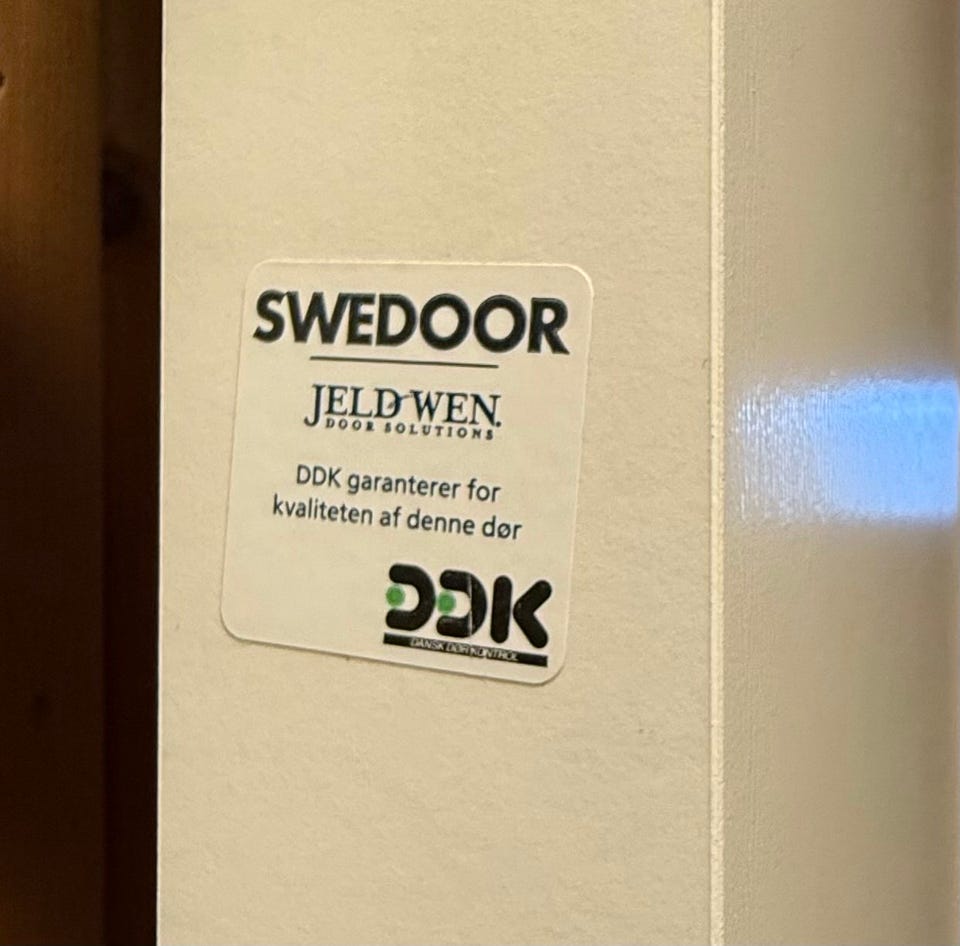 SWEDOOR
JELD-WEN.
DOOR SOLUTIONS
DDK garanterer for
kvaliteten af denne dør
DDK
DANSK DØR KONTROL